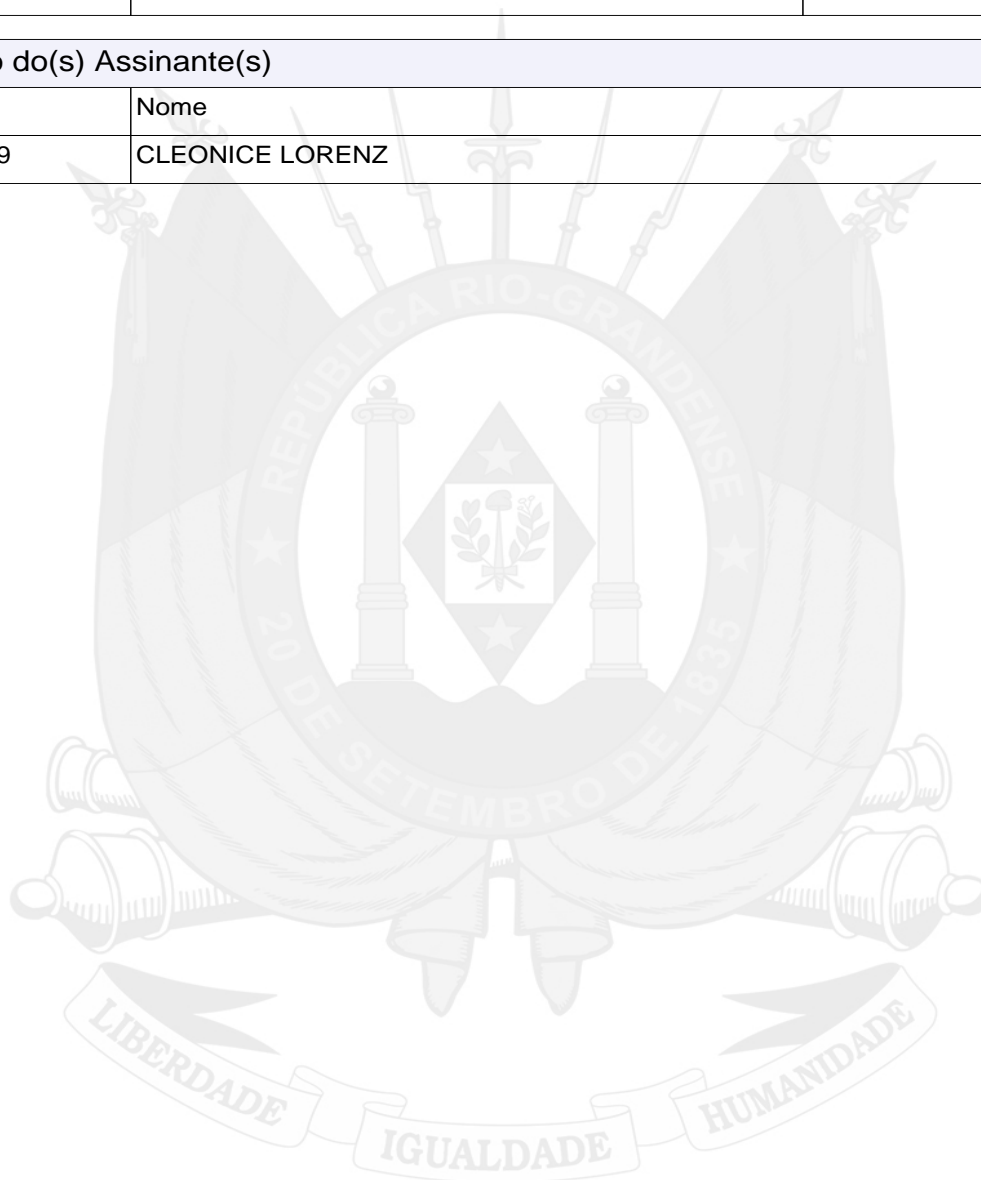 o do(s) Assinante(s)
Nome
9 CLEONICE LORENZ
REPÚBLICA RIO-GRANDENSE
★ 20 DE SETEMBRO DE 1835 ★
LIBERDADE IGUALDADE HUMANIDADE